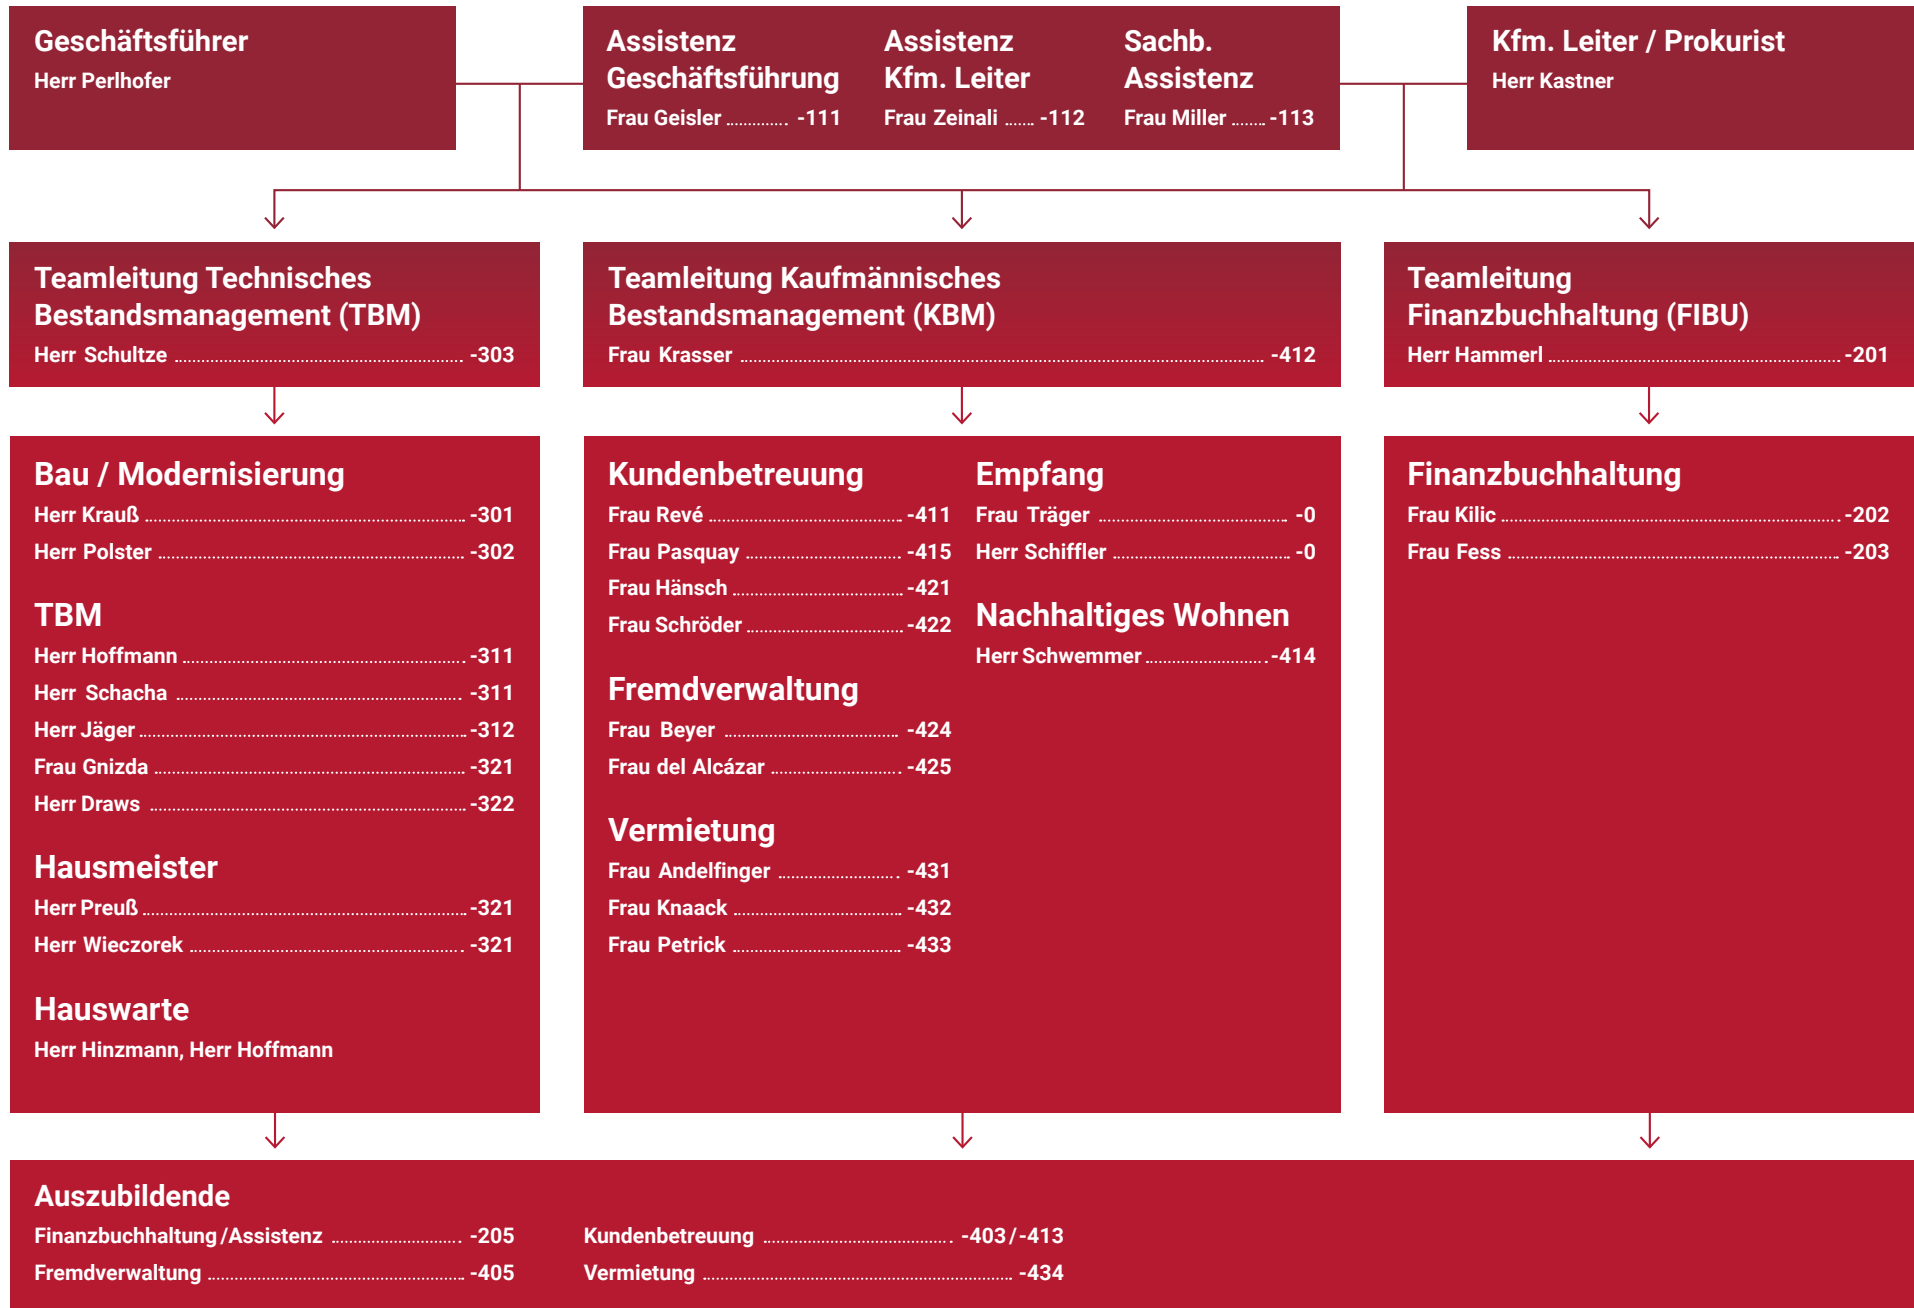 Geschäftsführer
Herr Perlhofer
Assistenz
Geschäftsführung
Frau Geisler -111
Assistenz
Kfm. Leiter
Frau Zeinali -112
Sachb.
Assistenz
Frau Miller -113
Kfm. Leiter / Prokurist
Herr Kastner
Teamleitung Technisches
Bestandsmanagement (TBM)
Herr Schultze -303
Teamleitung Kaufmännisches
Bestandsmanagement (KBM)
Frau Krasser -412
Teamleitung
Finanzbuchhaltung (FIBU)
Herr Hammerl -201
Bau / Modernisierung
Herr Krauß -301
Herr Polster -302
TBM
Herr Hoffmann -311
Herr Schacha -311
Herr Jäger -312
Frau Gnizda -321
Herr Draws -322
Hausmeister
Herr Preuß -321
Herr Wieczorek -321
Hauswarte
Herr Hinzmann, Herr Hoffmann
Kundenbetreuung
Frau Revé -411
Frau Pasquay -415
Frau Hänsch -421
Frau Schröder -422
Fremdverwaltung
Frau Beyer -424
Frau del Alcázar -425
Vermietung
Frau Andelfinger -431
Frau Knaack -432
Frau Petrick -433
Empfang
Frau Träger -0
Herr Schiffler -0
Nachhaltiges Wohnen
Herr Schwemmer -414
Finanzbuchhaltung
Frau Kilic -202
Frau Fess -203
Auszubildende
Finanzbuchhaltung/Assistenz -205
Fremdverwaltung -405
Kundenbetreuung -403/-413
Vermietung -434